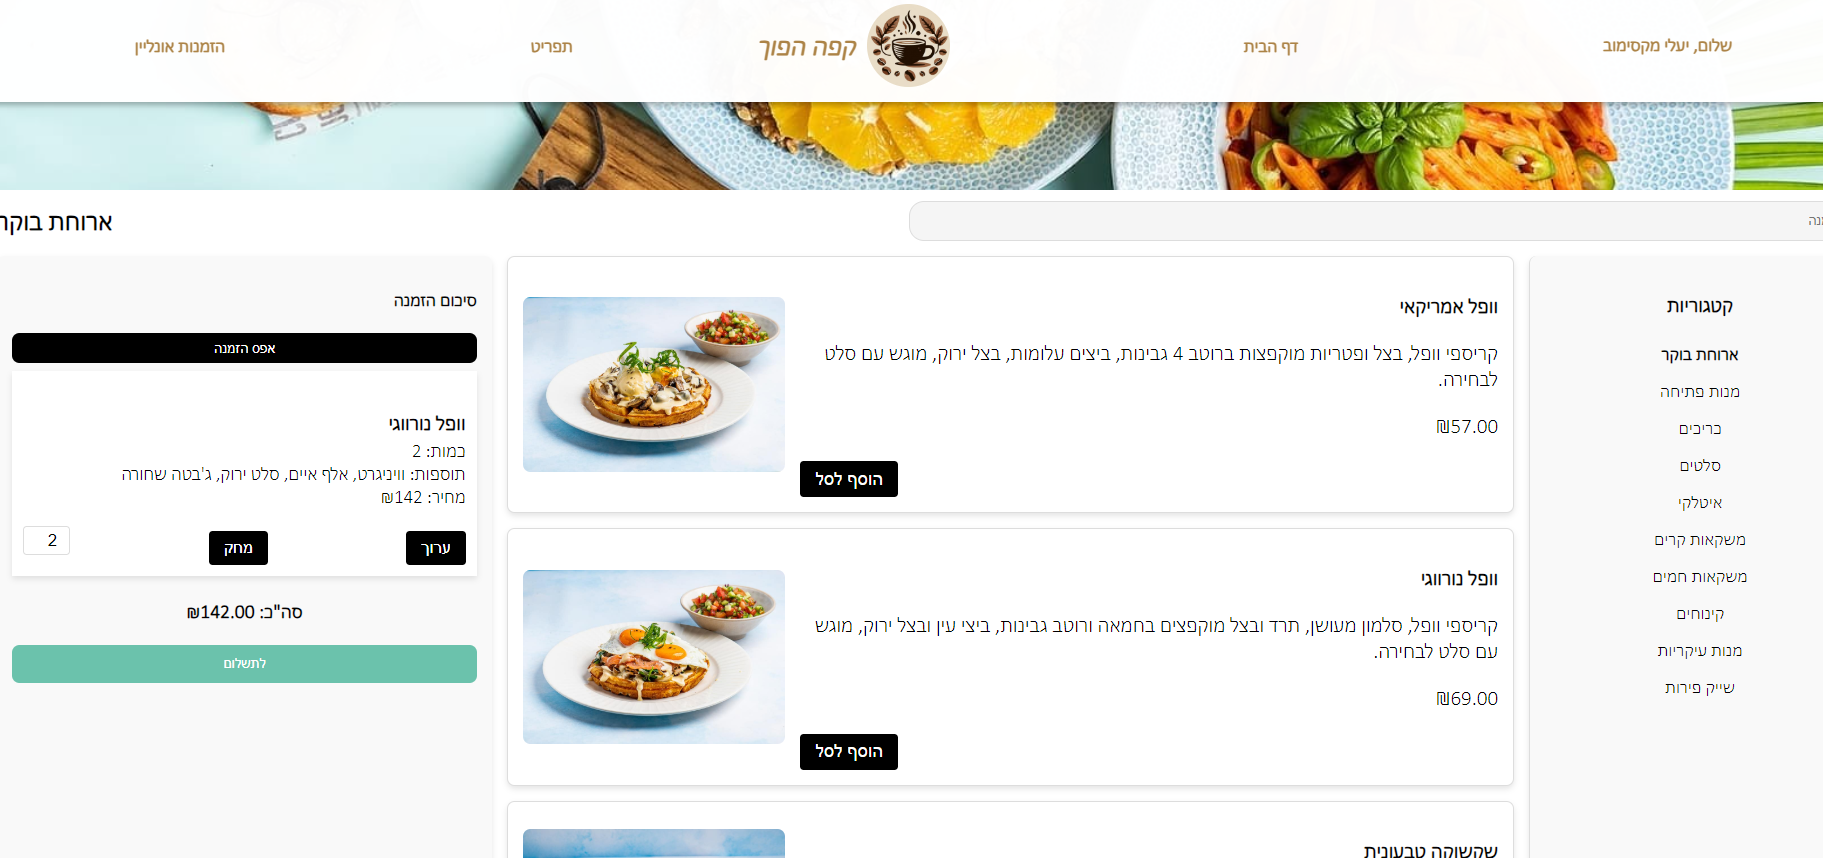 שלום, יעלי מקסימוב
דף הבית
קפה הפוך
תפריט
הזמנות אונליין
ארוחת בוקר
קטגוריות
ארוחת בוקר
מנות פתיחה
כריכים
סלטים
איטלקי
משקאות קרים
משקאות חמים
קינוחים
מנות עיקריות
שייק פירות
וופל אמריקאי
קריספי וופל, בצל ופטריות מוקפצות ברוטב 4 גבינות, ביצים עלומות, בצל ירוק, מוגש עם סלט
לבחירה.
₪57.00
הוסף לסל
וופל נורווגי
קריספי וופל, סלמון מעושן, תרד ובצל מוקפצים בחמאה ורוטב גבינות, ביצי עין ובצל ירוק, מוגש
עם סלט לבחירה.
₪69.00
הוסף לסל
שקשוקה טבעונית
סיכום הזמנה
אפס הזמנה
וופל נורווגי
כמות: 2
תוספות: וויניגרט, אלף איים, סלט ירוק, ג'בטה שחורה
מחיר: 142₪
ערוך
מחק
2
סה"כ: 142.00₪
לתשלום